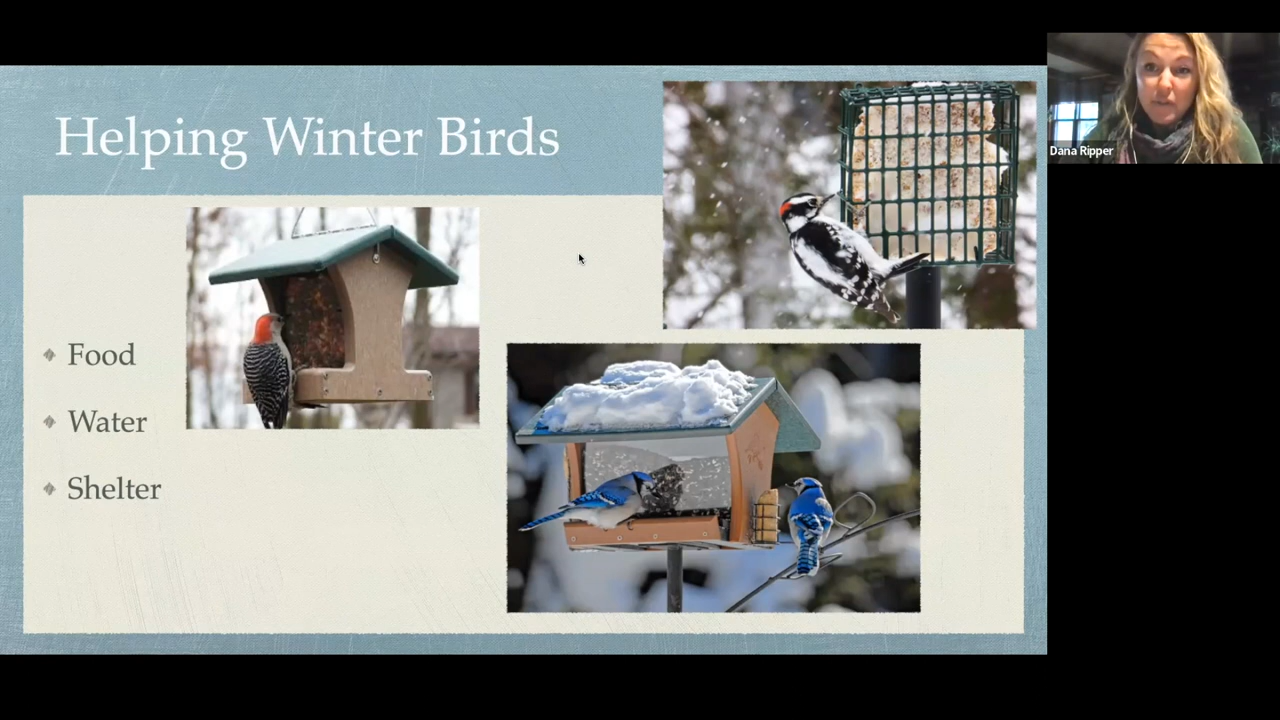 Helping Winter Birds
Food
Water
Shelter
Dana Ripper